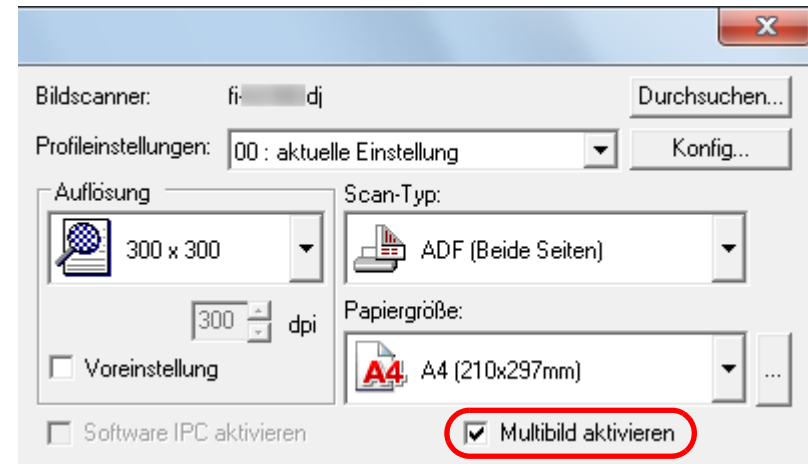 Bildscanner: fi- dj Durchsuchen...
Profileinstellungen: 00 : aktuelle Einstellung Konfig...
Auflösung Scan-Typ:
300 x 300 ADF (Beide Seiten)
300 dpi Papiergröße:
Voreinstellung A4 A4 (210x297mm) ...
Software IPC aktivieren Multibild aktivieren